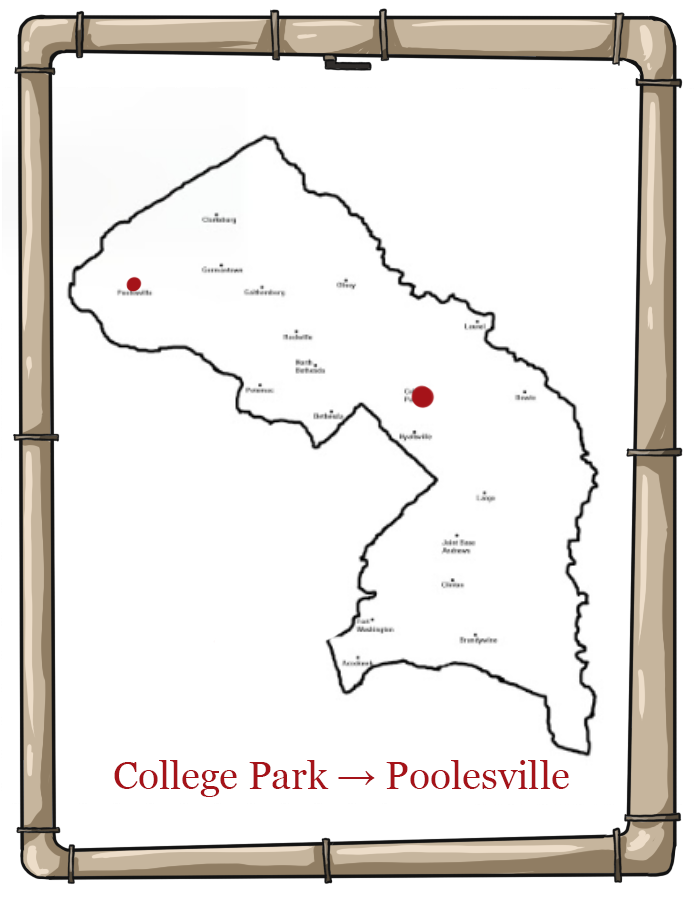 Clarksburg
Germantown
Gaithersburg
Olney
Poolesville
Laurel
Rockville
North
Bethesda
Potomac
Bowie
Bethesda
Hyattsville
Largo
Joint Base
Andrews
Clinton
Fort
Washington
Brandywine
Accokeek
College Park → Poolesville